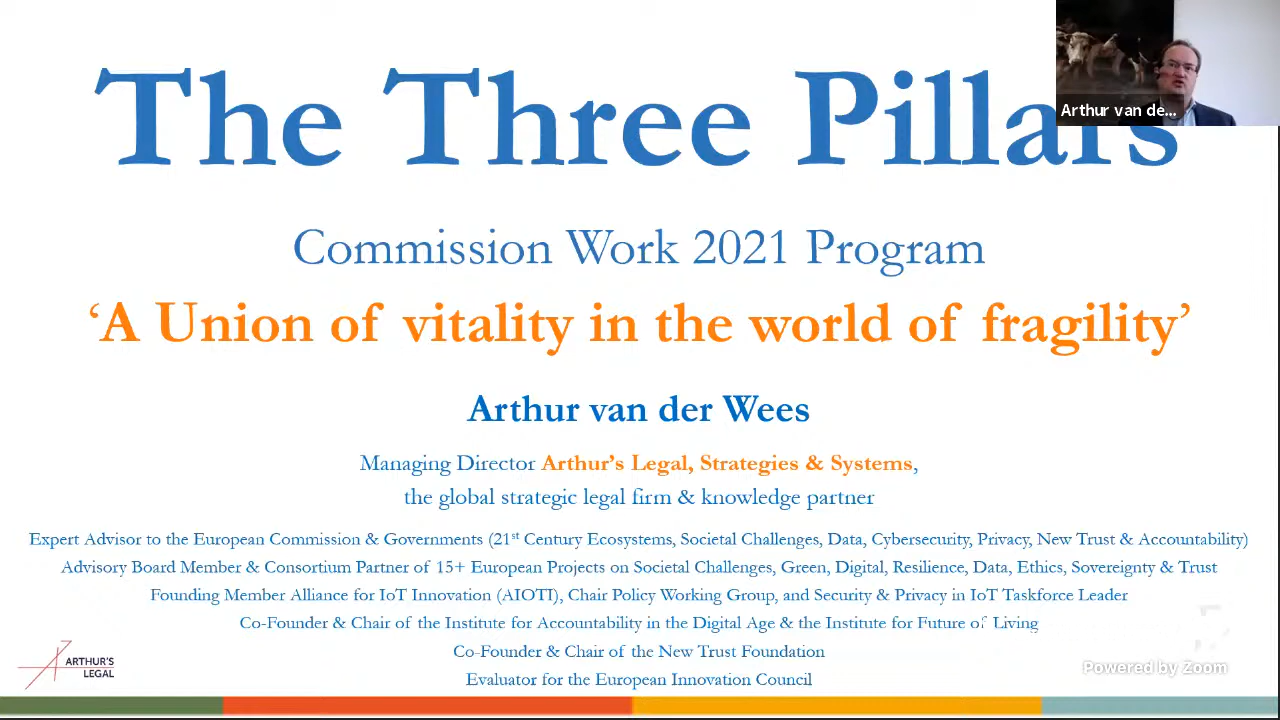 The Three Pillars
Arthur van de...
Commission Work 2021 Program
‘A Union of vitality in the world of fragility’
Arthur van der Wees
Managing Director Arthur’s Legal, Strategies & Systems,
the global strategic legal firm & knowledge partner
Expert Advisor to the European Commission & Governments (21st Century Ecosystems, Societal Challenges, Data, Cybersecurity, Privacy, New Trust & Accountability)
Advisory Board Member & Consortium Partner of 15+ European Projects on Societal Challenges, Green, Digital, Resilience, Data, Ethics, Sovereignty & Trust
Founding Member Alliance for IoT Innovation (AIOTI), Chair Policy Working Group, and Security & Privacy in IoT Taskforce Leader
Co-Founder & Chair of the Institute for Accountability in the Digital Age & the Institute for Future of Living
Co-Founder & Chair of the New Trust Foundation
Evaluator for the European Innovation Council
ARTHUR'S
LEGAL
Powered by Zoom